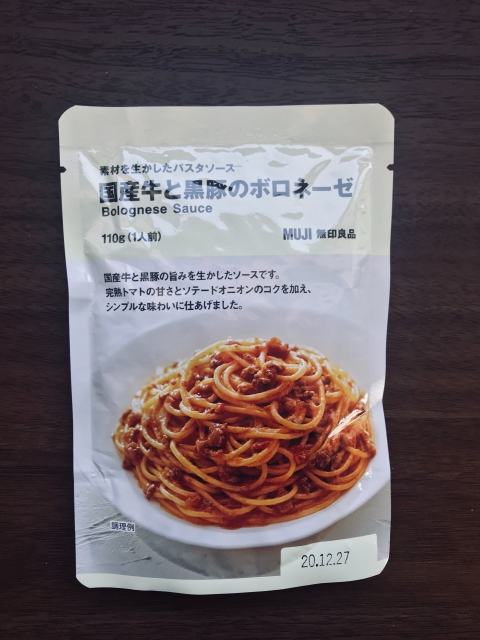 素材を生かしたパスタソース
国産牛と黒豚のボロネーゼ
Bolognese Sauce
110g(1人前)
MUJI 無印良品
国産牛と黒豚の旨みを生かしたソースです。
完熟トマトの甘さとソテードオニオンのコクを加え、
シンプルな味わいに仕あげました。
調理例
20.12.27